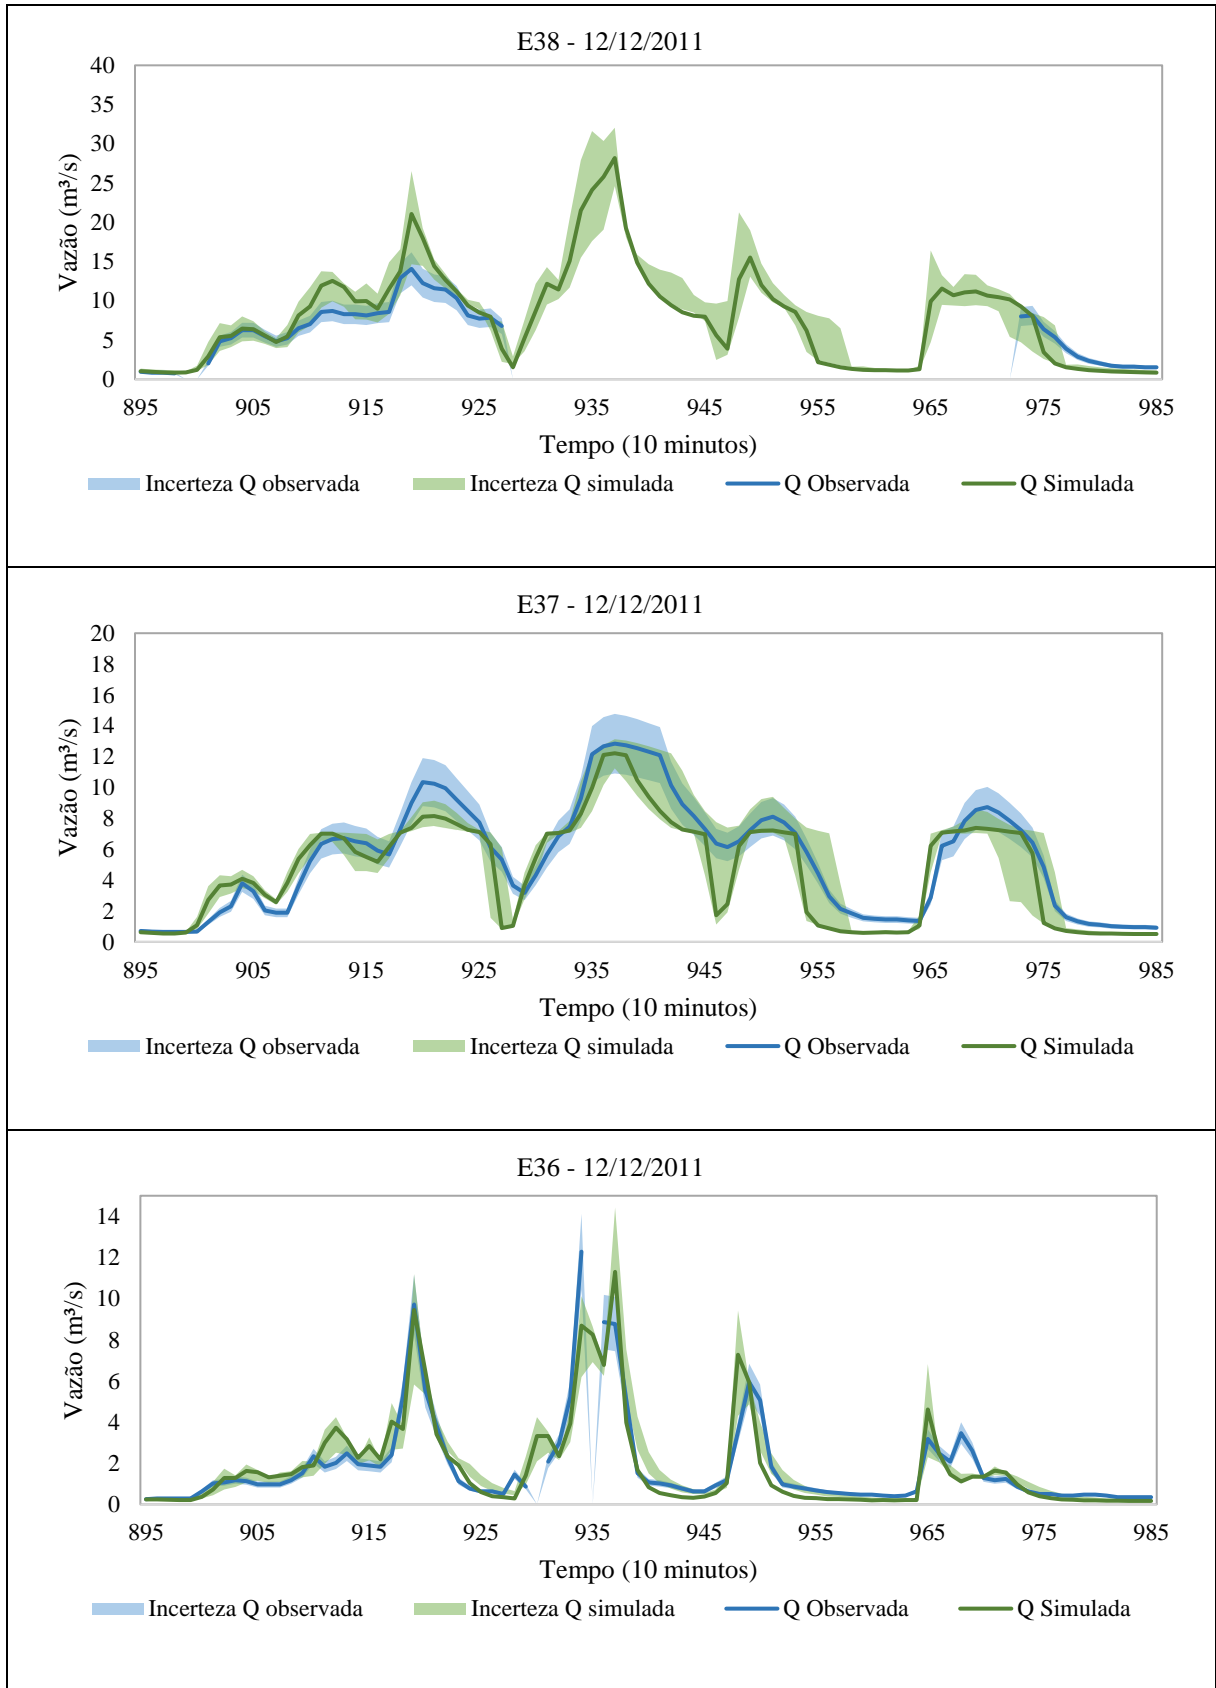 E38 - 12/12/2011
40
35
30
25
20
15
10
5
0
Vazão (m³/s)
895 905 915 925 935 945 955 965 975 985
Tempo (10 minutos)
Incerteza Q observada Incerteza Q simulada Q Observada Q Simulada
E37 - 12/12/2011
20
18
16
14
12
10
8
6
4
2
0
Vazão (m³/s)
895 905 915 925 935 945 955 965 975 985
Tempo (10 minutos)
Incerteza Q observada Incerteza Q simulada Q Observada Q Simulada
E36 - 12/12/2011
14
12
10
8
6
4
2
0
Vazão (m³/s)
895 905 915 925 935 945 955 965 975 985
Tempo (10 minutos)
Incerteza Q observada Incerteza Q simulada Q Observada Q Simulada